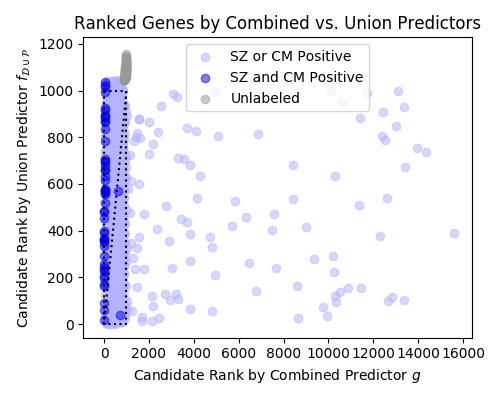 Ranked Genes by Combined vs. Union Predictors
SZ or CM Positive
SZ and CM Positive
Unlabeled
Candidate Rank by Union Predictor f_{𝒟∪𝒫}
1200
1000
800
600
400
200
0
0 2000 4000 6000 8000 10000 12000 14000 16000
Candidate Rank by Combined Predictor g